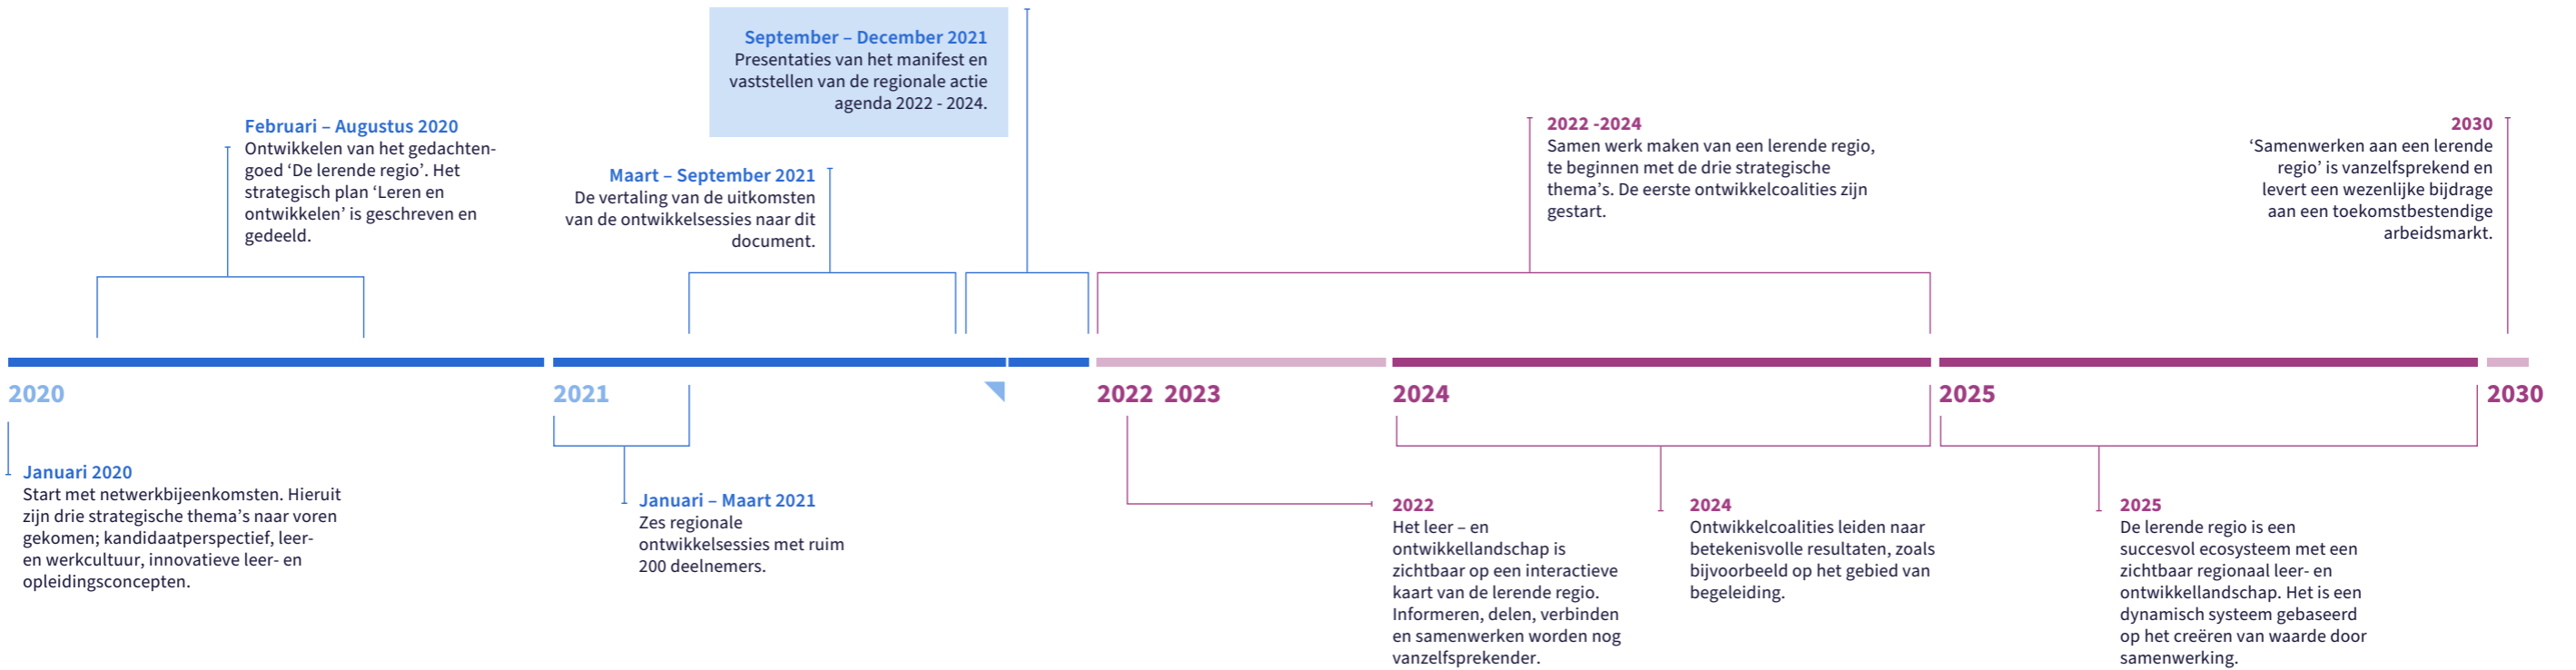 September – December 2021
Presentaties van het manifest en
vaststellen van de regionale actie
agenda 2022 - 2024.
Februari – Augustus 2020
Ontwikkelen van het gedachten-
goed ‘De lerende regio’. Het
strategisch plan ‘Leren en
ontwikkelen’ is geschreven en
gedeeld.
Maart – September 2021
De vertaling van de uitkomsten
van de ontwikkelsessies naar dit
document.
2022 -2024
Samen werk maken van een lerende regio,
te beginnen met de drie strategische
thema’s. De eerste ontwikkelcoalities zijn
gestart.
2030
‘Samenwerken aan een lerende
regio’ is vanzelfsprekend en
levert een wezenlijke bijdrage
aan een toekomstbestendige
arbeidsmarkt.
2020
2021
2022 2023
2024
2025
2030
Januari 2020
Start met netwerkbijeenkomsten. Hieruit
zijn drie strategische thema’s naar voren
gekomen; kandidaatperspectief, leer-
en werkcultuur, innovatieve leer- en
opleidingsconcepten.
Januari – Maart 2021
Zes regionale
ontwikkelsessies met ruim
200 deelnemers.
2022
Het leer – en
ontwikkellandschap is
zichtbaar op een interactieve
kaart van de lerende regio.
Informeren, delen, verbinden
en samenwerken worden nog
vanzelfsprekender.
2024
Ontwikkelcoalities leiden naar
betekenisvolle resultaten, zoals
bijvoorbeeld op het gebied van
begeleiding.
2025
De lerende regio is een
succesvol ecosysteem met een
zichtbaar regionaal leer- en
ontwikkellandschap. Het is een
dynamisch systeem gebaseerd
op het creëren van waarde door
samenwerking.